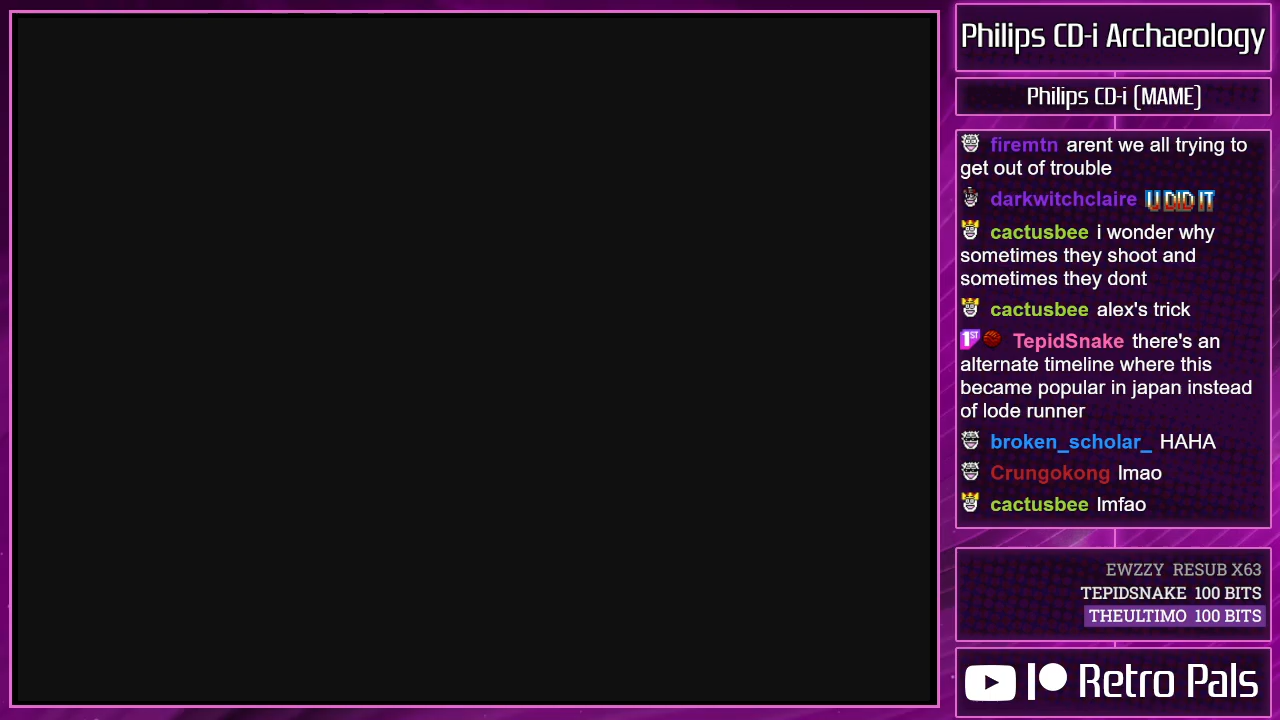 Philips CD-i Archaeology
Philips CD-i [MAME]
firemtn arent we all trying to
get out of trouble
darkwitchclaire U DID IT
cactusbee i wonder why
sometimes they shoot and
sometimes they dont
cactusbee alex's trick
1ST TepidSnake there's an
alternate timeline where this
became popular in japan instead
of lode runner
broken_scholar_ HAHA
Crungokong lmao
cactusbee lmfao
EWZZY RESUB X63
TEPIDSNAKE 100 BITS
THEULTIMO 100 BITS
Retro Pals